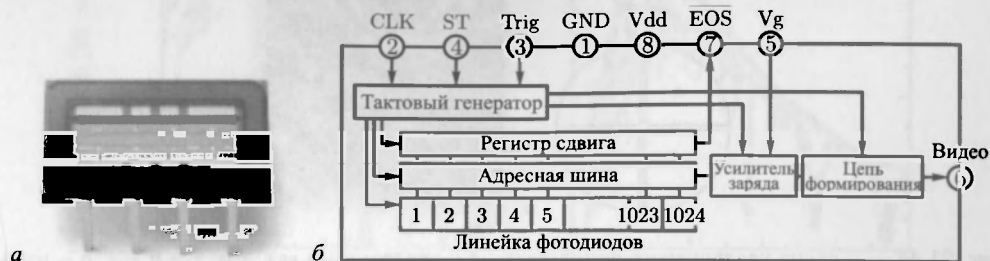 CLK ST Trig GND Vdd EOS Vg
2 4 3 1 8 7 5
Тактовый генератор
Регистр сдвига
Адресная шина
Усилитель заряда
Цепь формирования
Видео
6
1 2 3 4 5 1023 1024
Линейка фотодиодов
а
б